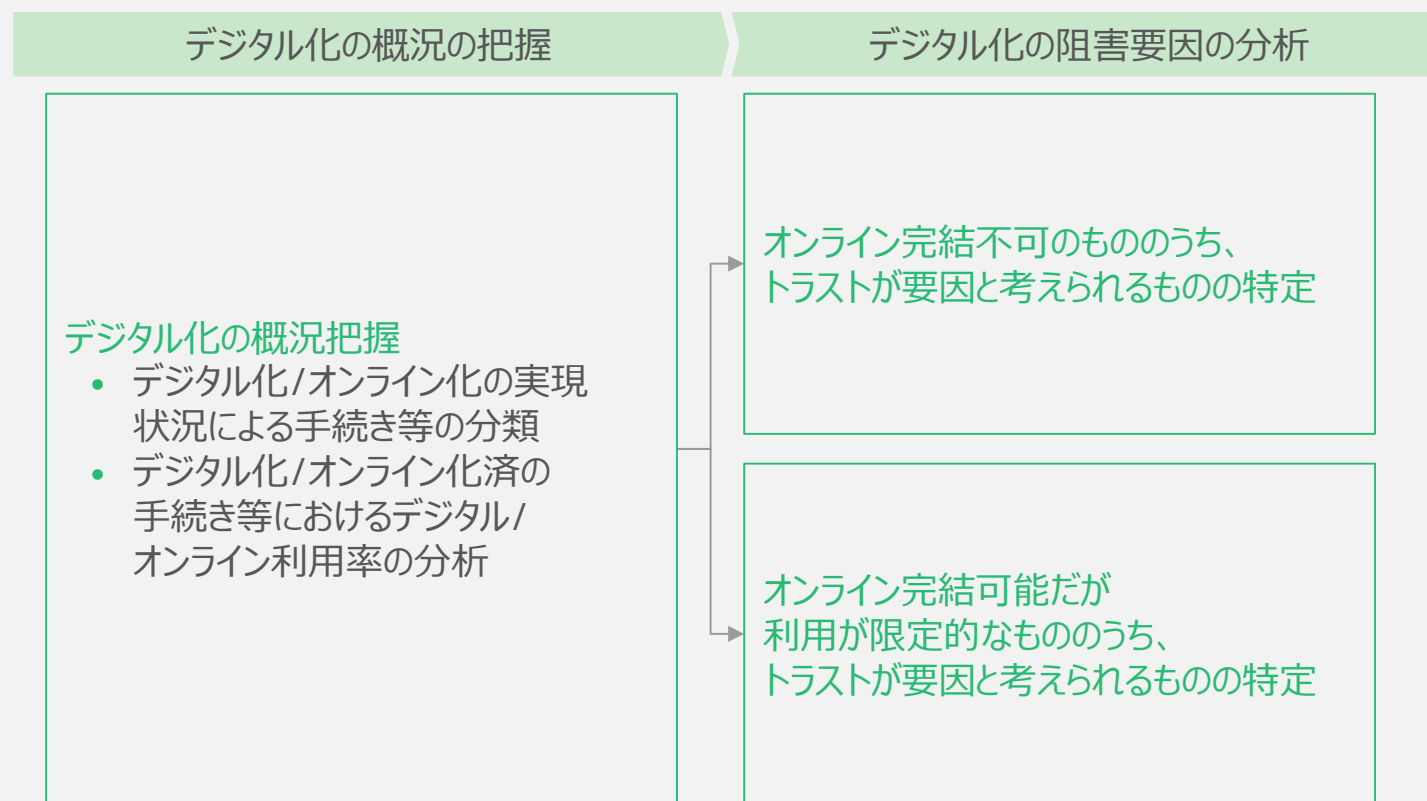 デジタル化の概況の把握
デジタル化の阻害要因の分析
デジタル化の概況把握
• デジタル化/オンライン化の実現
状況による手続き等の分類
• デジタル化/オンライン化済の
手続き等におけるデジタル/
オンライン利用率の分析
オンライン完結不可のもののうち、
トラストが要因と考えられるものの特定
オンライン完結可能だが
利用が限定的なもののうち、
トラストが要因と考えられるものの特定